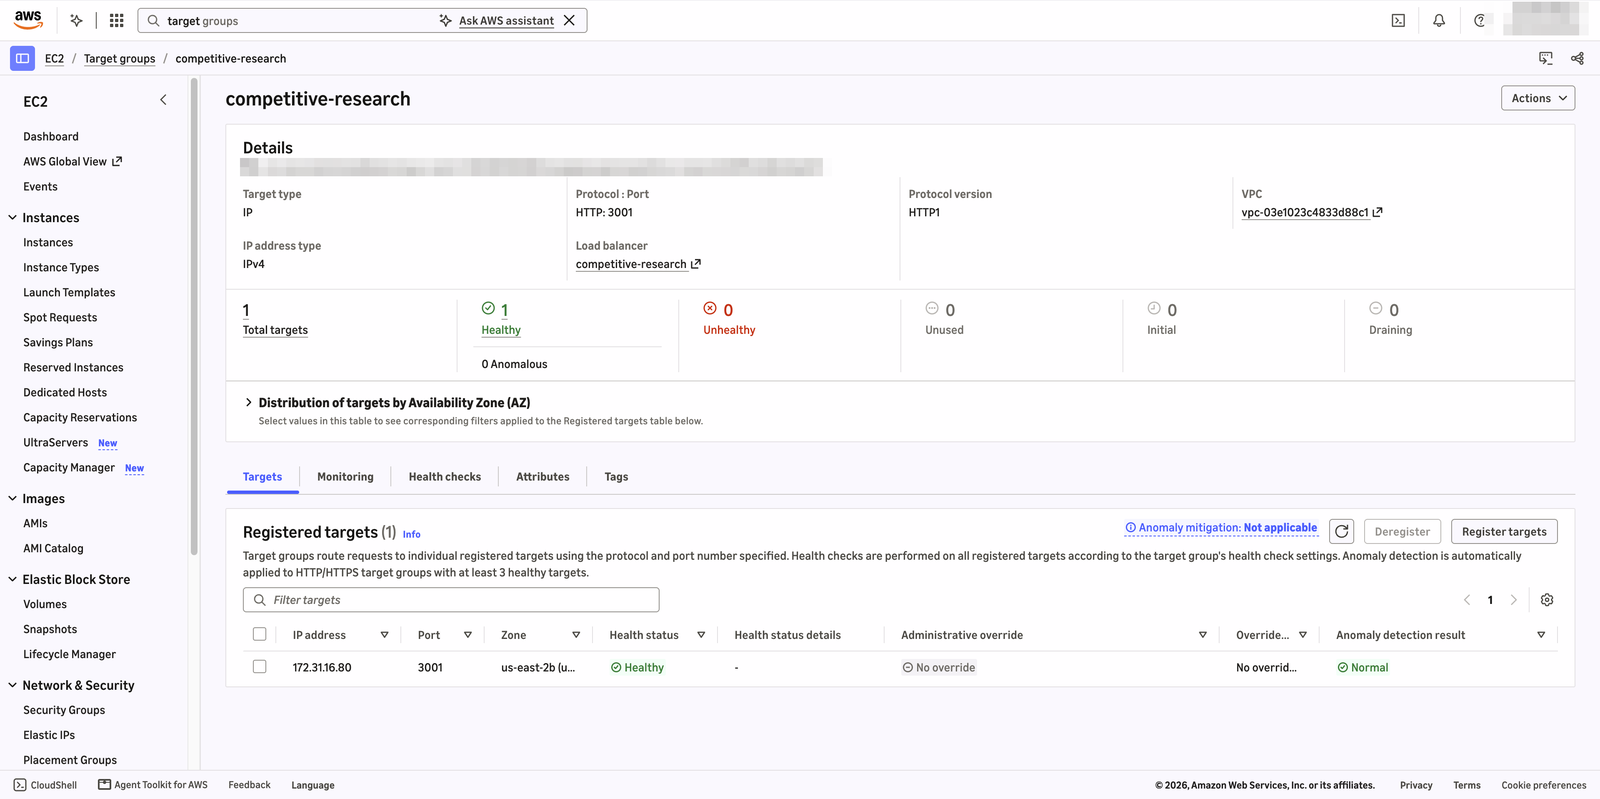 aws
target groups
Ask AWS assistant
EC2 / Target groups / competitive-research
EC2
Dashboard
AWS Global View
Events
Instances
Instances
Instance Types
Launch Templates
Spot Requests
Savings Plans
Reserved Instances
Dedicated Hosts
Capacity Reservations
UltraServers New
Capacity Manager New
Images
AMIs
AMI Catalog
Elastic Block Store
Volumes
Snapshots
Lifecycle Manager
Network & Security
Security Groups
Elastic IPs
Placement Groups
competitive-research
Actions
Details
Target type
IP
Protocol : Port
HTTP: 3001
Protocol version
HTTP1
VPC
vpc-03e1023c4833d88c1
IP address type
IPv4
Load balancer
competitive-research
1
Total targets
1
Healthy
0 Anomalous
0
Unhealthy
0
Unused
0
Initial
0
Draining
Distribution of targets by Availability Zone (AZ)
Select values in this table to see corresponding filters applied to the Registered targets table below.
Targets
Monitoring
Health checks
Attributes
Tags
Registered targets (1) Info
Anomaly mitigation: Not applicable
Deregister
Register targets
Target groups route requests to individual registered targets using the protocol and port number specified. Health checks are performed on all registered targets according to the target group's health check settings. Anomaly detection is automatically
applied to HTTP/HTTPS target groups with at least 3 healthy targets.
Filter targets
1
IP address Port Zone Health status Health status details Administrative override Override... Anomaly detection result
172.31.16.80 3001 us-east-2b (u... Healthy - No override No overrid... Normal
CloudShell
Agent Toolkit for AWS
Feedback
Language
© 2026, Amazon Web Services, Inc. or its affiliates.
Privacy
Terms
Cookie preferences